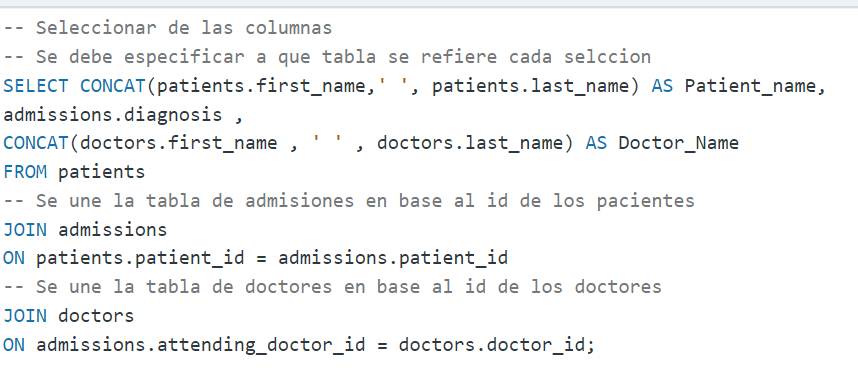 -- Seleccionar de las columnas
-- Se debe especificar a que tabla se refiere cada selccion
SELECT CONCAT(patients.first_name,' ', patients.last_name) AS Patient_name,
admissions.diagnosis ,
CONCAT(doctors.first_name , ' ' , doctors.last_name) AS Doctor_Name
FROM patients
-- Se une la tabla de admisiones en base al id de los pacientes
JOIN admissions
ON patients.patient_id = admissions.patient_id
-- Se une la tabla de doctores en base al id de los doctores
JOIN doctors
ON admissions.attending_doctor_id = doctors.doctor_id;